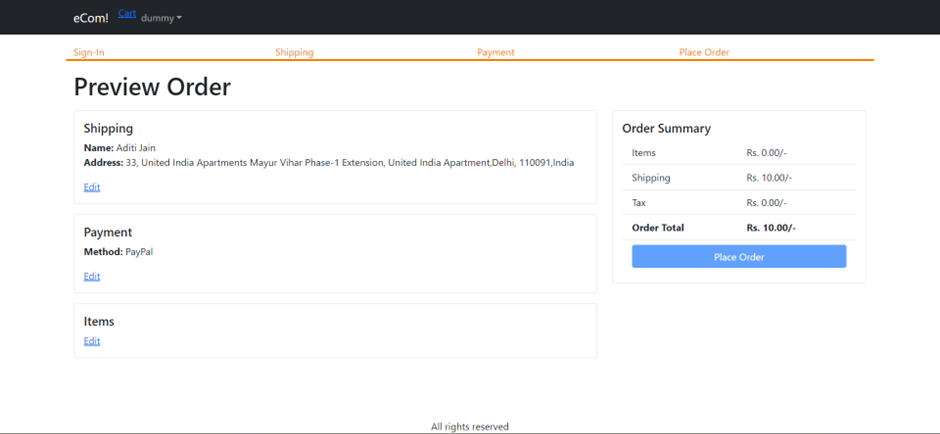 eCom! Cart dummy
Sign-In Shipping Payment Place Order
Preview Order
Shipping
Name: Aditi Jain
Address: 33, United India Apartments Mayur Vihar Phase-1 Extension, United India Apartment,Delhi, 110091,India
Edit
Payment
Method: PayPal
Edit
Items
Edit
Order Summary
Items Rs. 0.00/-
Shipping Rs. 10.00/-
Tax Rs. 0.00/-
Order Total Rs. 10.00/-
Place Order
All rights reserved